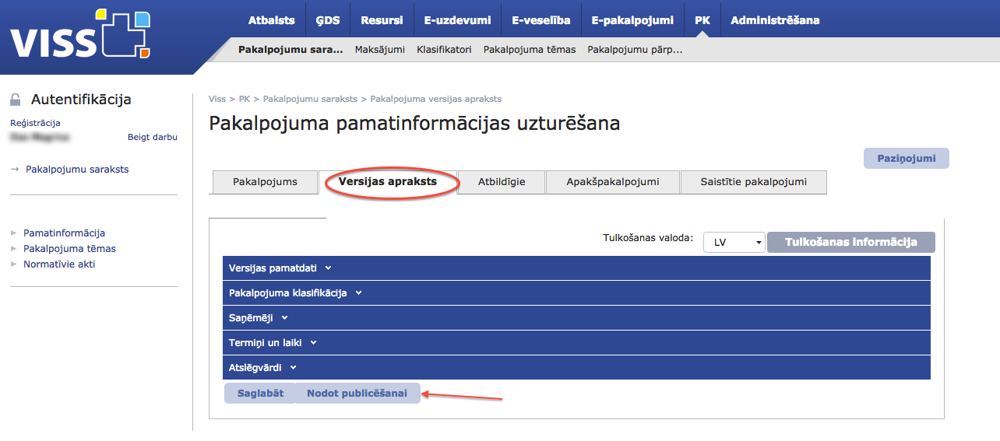 VISS
Atbalsts ĢDS Resursi E-uzdevumi E-veselība E-pakalpojumi PK Administrēšana
Pakalpojumu sara... Maksājumi Klasifikatori Pakalpojuma tēmas Pakalpojumu pārp...
Autentifikācija
Reģistrācija
Beigt darbu
→ Pakalpojumu saraksts
Pamatinformācija
Pakalpojuma tēmas
Normatīvie akti
Viss > PK > Pakalpojumu saraksts > Pakalpojuma versijas apraksts
Pakalpojuma pamatinformācijas uzturēšana
Paziņojumi
Pakalpojums Versijas apraksts Atbildīgie Apakšpakalpojumi Saistītie pakalpojumi
Tulkošanas valoda: LV Tulkošanas informācija
Versijas pamatdati
Pakalpojuma klasifikācija
Saņēmēji
Termiņi un laiki
Atslēgvārdi
Saglabāt Nodot publicēšanai